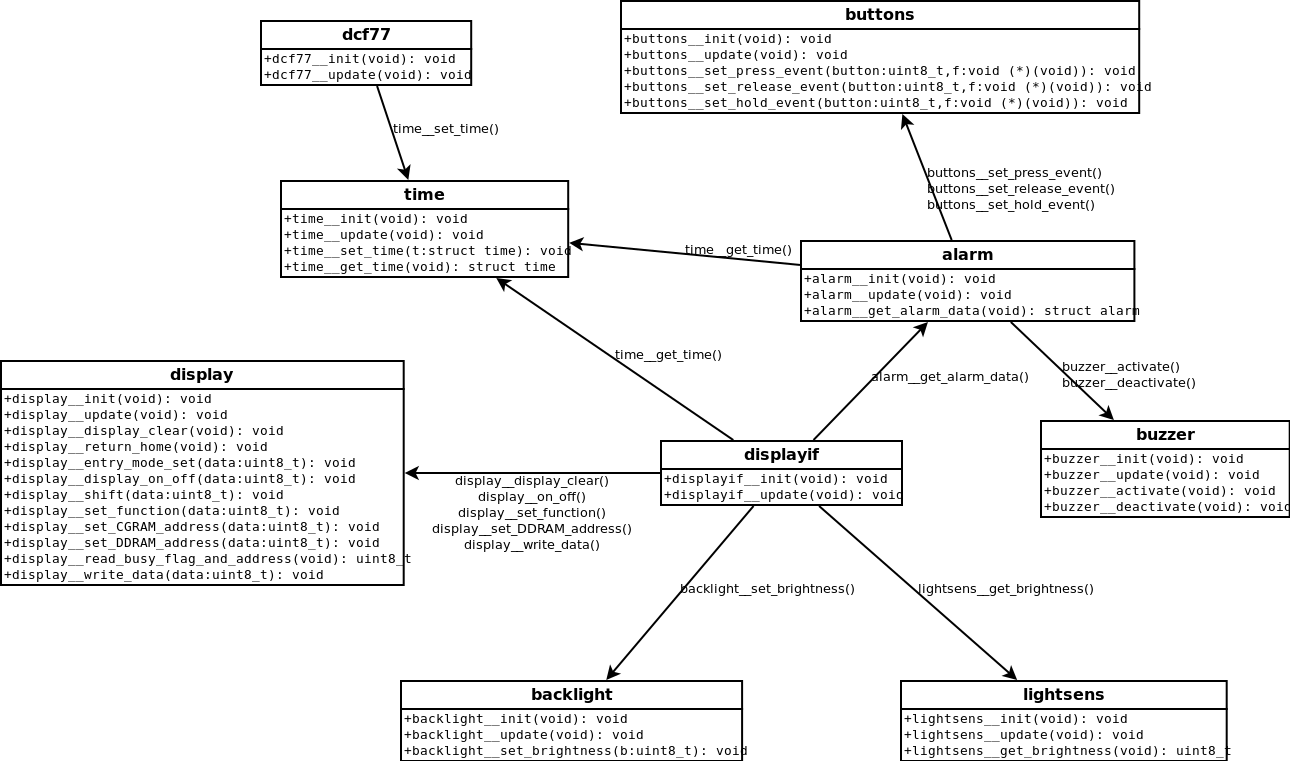 dcf77
+dcf77__init(void): void
+dcf77__update(void): void
buttons
+buttons__init(void): void
+buttons__update(void): void
+buttons__set_press_event(button:uint8_t,f:void (*)(void)): void
+buttons__set_release_event(button:uint8_t,f:void (*)(void)): void
+buttons__set_hold_event(button:uint8_t,f:void (*)(void)): void
time__set_time()
buttons__set_press_event()
buttons__set_release_event()
buttons__set_hold_event()
time
+time__init(void): void
+time__update(void): void
+time__set_time(t:struct time): void
+time__get_time(void): struct time
time__get_time()
alarm
+alarm__init(void): void
+alarm__update(void): void
+alarm__get_alarm_data(void): struct alarm
time__get_time()
alarm__get_alarm_data()
buzzer__activate()
buzzer__deactivate()
display
+display__init(void): void
+display__update(void): void
+display__display_clear(void): void
+display__return_home(void): void
+display__entry_mode_set(data:uint8_t): void
+display__display_on_off(data:uint8_t): void
+display__shift(data:uint8_t): void
+display__set_function(data:uint8_t): void
+display__set_CGRAM_address(data:uint8_t): void
+display__set_DDRAM_address(data:uint8_t): void
+display__read_busy_flag_and_address(void): uint8_t
+display__write_data(data:uint8_t): void
display__display_clear()
display__on_off()
display__set_function()
display__set_DDRAM_address()
display__write_data()
displayif
+displayif__init(void): void
+displayif__update(void): void
buzzer
+buzzer__init(void): void
+buzzer__update(void): void
+buzzer__activate(void): void
+buzzer__deactivate(void): void
backlight__set_brightness()
lightsens__get_brightness()
backlight
+backlight__init(void): void
+backlight__update(void): void
+backlight__set_brightness(b:uint8_t): void
lightsens
+lightsens__init(void): void
+lightsens__update(void): void
+lightsens__get_brightness(void): uint8_t